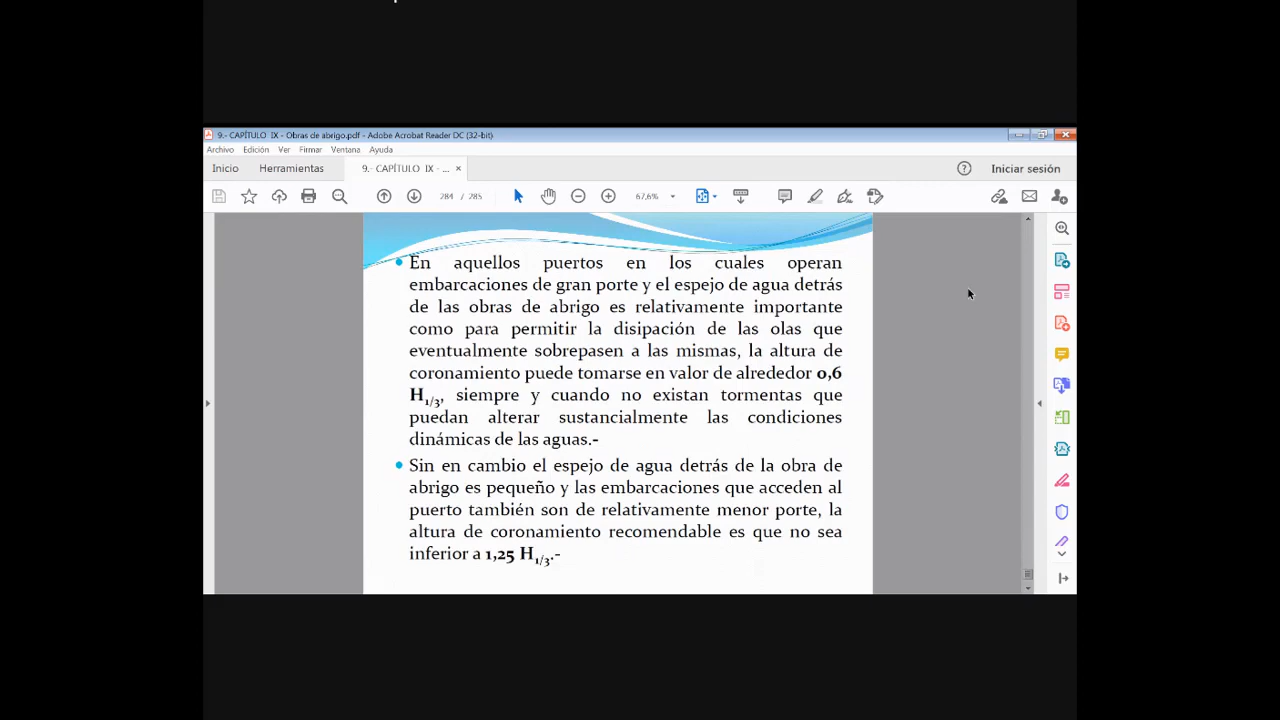 9.- CAPÍTULO IX - Obras de abrigo.pdf - Adobe Acrobat Reader DC (32-bit)
Archivo Edición Ver Firmar Ventana Ayuda
Inicio Herramientas 9.- CAPÍTULO IX - ... × Iniciar sesión
284 / 285 67,6%
• En aquellos puertos en los cuales operan
embarcaciones de gran porte y el espejo de agua detrás
de las obras de abrigo es relativamente importante
como para permitir la disipación de las olas que
eventualmente sobrepasen a las mismas, la altura de
coronamiento puede tomarse en valor de alrededor 0,6
H1/3, siempre y cuando no existan tormentas que
puedan alterar sustancialmente las condiciones
dinámicas de las aguas.-
• Sin en cambio el espejo de agua detrás de la obra de
abrigo es pequeño y las embarcaciones que acceden al
puerto también son de relativamente menor porte, la
altura de coronamiento recomendable es que no sea
inferior a 1,25 H1/3.-